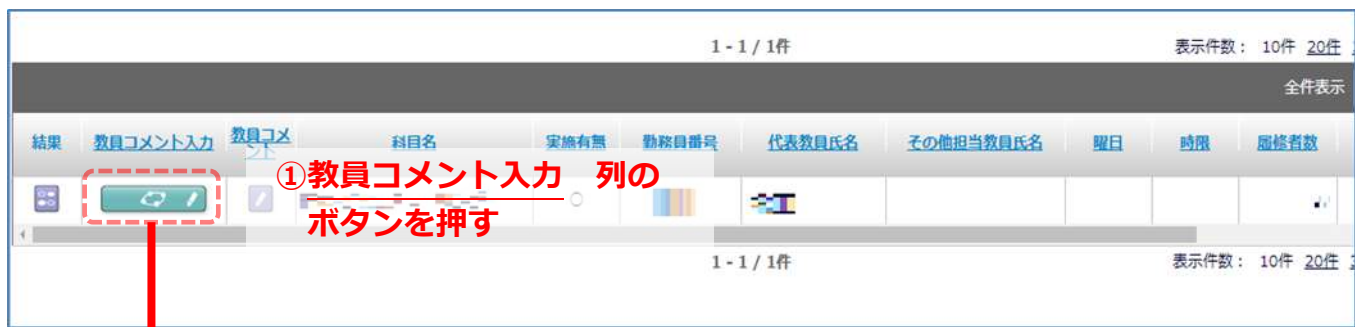 1 - 1 / 1件 表示件数： 10件 20件
全件表示
結果 教員コメント入力 教員コメント 科目名 実施有無 勤務員番号 代表教員氏名 その他担当教員氏名 曜日 時限 履修者数
①教員コメント入力 列の
ボタンを押す
1 - 1 / 1件 表示件数： 10件 20件